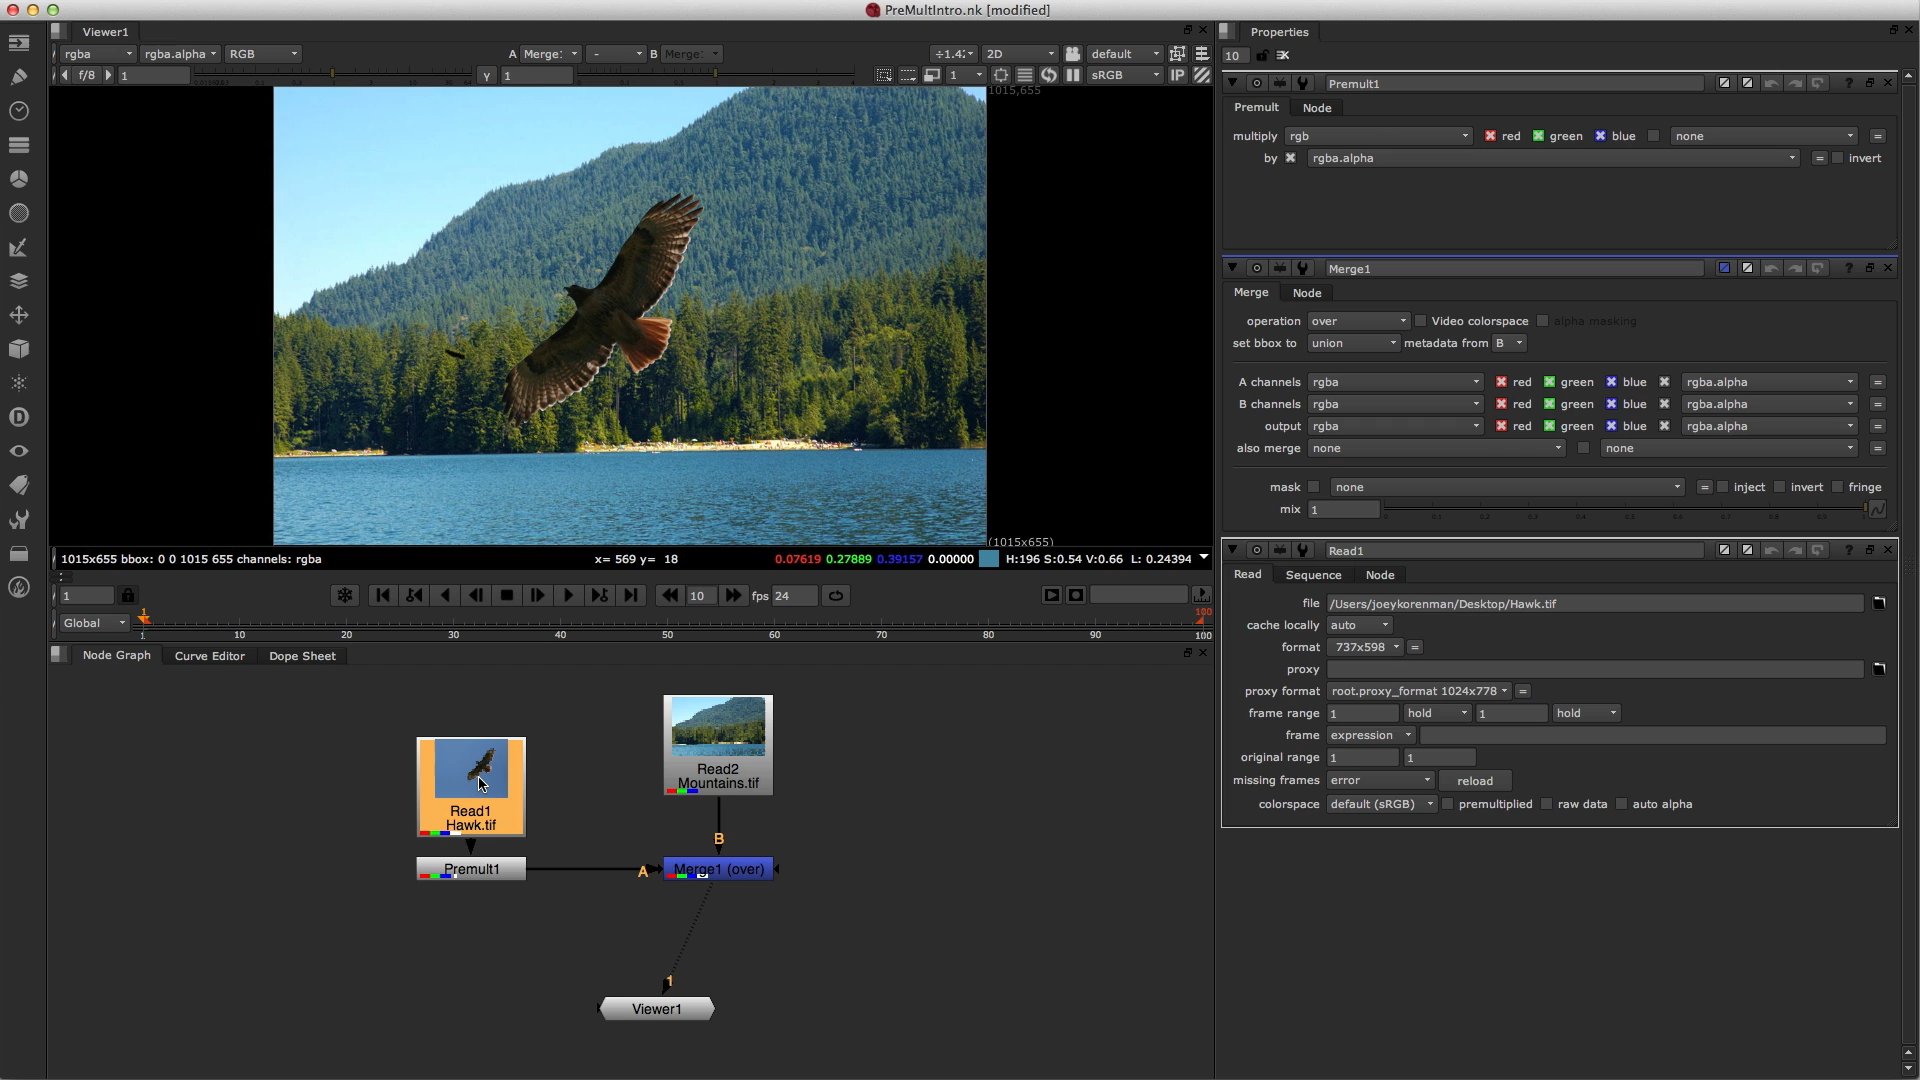 PreMultIntro.nk [modified]
Viewer1
rgba rgba.alpha RGB A Merge - B Merge ÷1.4 2D default
f/8 1 γ 1 1 sRGB IP
1015,655
(1015x655)
1015x655 bbox: 0 0 1015 655 channels: rgba x= 569 y= 18 0.07619 0.27889 0.39157 0.00000 H:196 S:0.54 V:0.66 L: 0.24394
1 10 fps 24
Global 1 1 10 20 30 40 50 60 70 80 90 100 100
Node Graph Curve Editor Dope Sheet
Read2
Mountains.tif
Read1
Hawk.tif
B
Premult1 A Merge1 (over)
1
Viewer1
Properties
10
Premult1 ?
Premult Node
multiply rgb red green blue none =
by rgba.alpha = invert
Merge1 ?
Merge Node
operation over Video colorspace alpha masking
set bbox to union metadata from B
A channels rgba red green blue rgba.alpha =
B channels rgba red green blue rgba.alpha =
output rgba red green blue rgba.alpha =
also merge none none =
mask none = inject invert fringe
mix 1
Read1 ?
Read Sequence Node
file /Users/joeykorenman/Desktop/Hawk.tif
cache locally auto
format 737x598 =
proxy
proxy format root.proxy_format 1024x778 =
frame range 1 hold 1 hold
frame expression
original range 1 1
missing frames error reload
colorspace default (sRGB) premultiplied raw data auto alpha